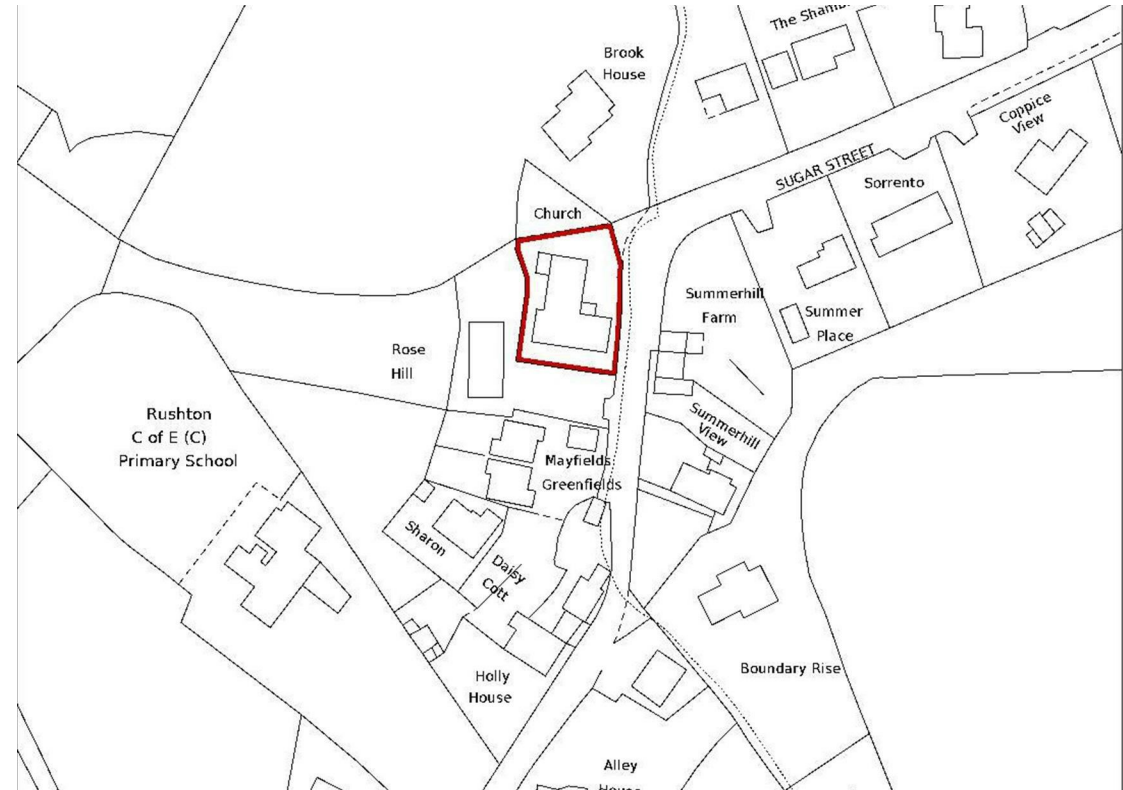 The Shamb
Brook
House
Coppice
View
SUGAR STREET
Sorrento
Church
Summerhill
Farm
Summer
Place
Rose
Hill
Rushton
C of E (C)
Primary School
Summerhill
View
Mayfields
Greenfields
Sharon
Daisy
Cott
Holly
House
Boundary Rise
Alley
House